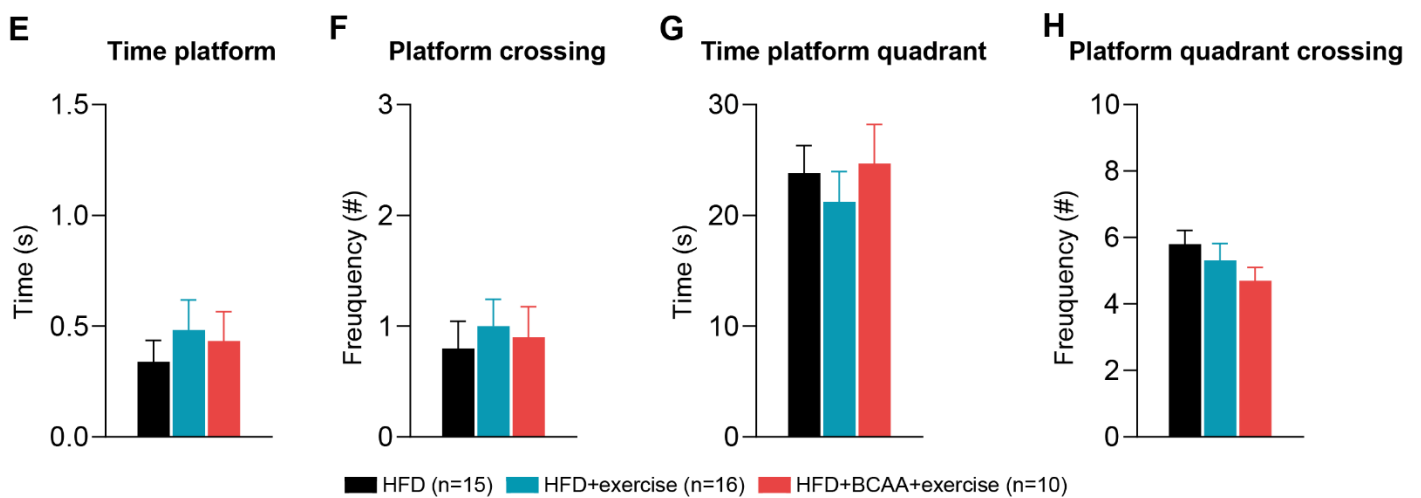 E Time platform
Time (s)
1.5
1.0
0.5
0.0
F Platform crossing
Freuquency (#)
3
2
1
0
G Time platform quadrant
Time (s)
30
20
10
0
H Platform quadrant crossing
Frequency (#)
10
8
6
4
2
0
HFD (n=15) HFD+exercise (n=16) HFD+BCAA+exercise (n=10)